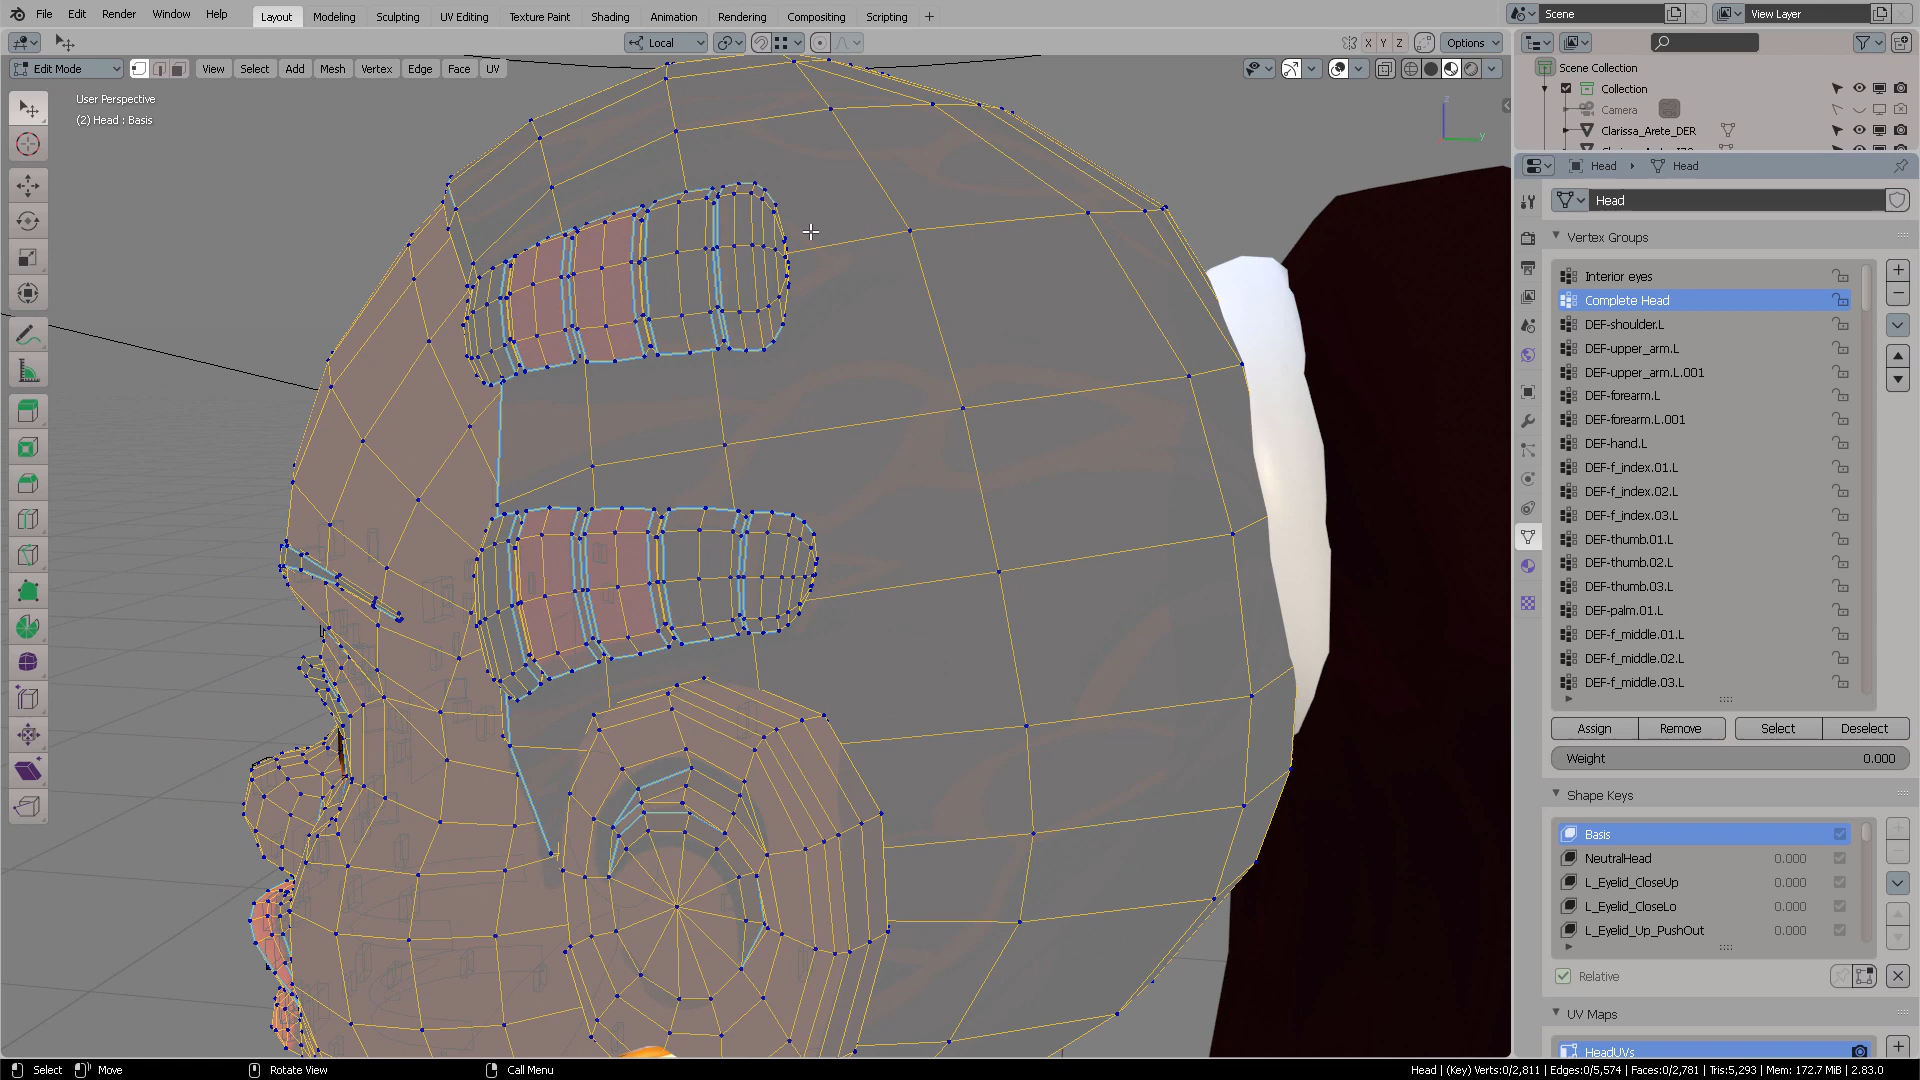 File Edit Render Window Help Layout Modeling Sculpting UV Editing Texture Paint Shading Animation Rendering Compositing Scripting + Scene View Layer
Local X Y Z Options
Edit Mode View Select Add Mesh Vertex Edge Face UV
User Perspective
(2) Head : Basis
z
y
Scene Collection
Collection
Camera
Clarissa_Arete_DER
Head Head
Head
Vertex Groups
Interior eyes
Complete Head
DEF-shoulder.L
DEF-upper_arm.L
DEF-upper_arm.L.001
DEF-forearm.L
DEF-forearm.L.001
DEF-hand.L
DEF-f_index.01.L
DEF-f_index.02.L
DEF-f_index.03.L
DEF-thumb.01.L
DEF-thumb.02.L
DEF-thumb.03.L
DEF-palm.01.L
DEF-f_middle.01.L
DEF-f_middle.02.L
DEF-f_middle.03.L
Assign Remove Select Deselect
Weight 0.000
Shape Keys
Basis
NeutralHead 0.000
L_Eyelid_CloseUp 0.000
L_Eyelid_CloseLo 0.000
L_Eyelid_Up_PushOut 0.000
Relative
UV Maps
HeadUVs
Select Move Rotate View Call Menu Head | (Key) Verts:0/2,811 | Edges:0/5,574 | Faces:0/2,781 | Tris:5,293 | Mem: 172.7 MiB | 2.83.0